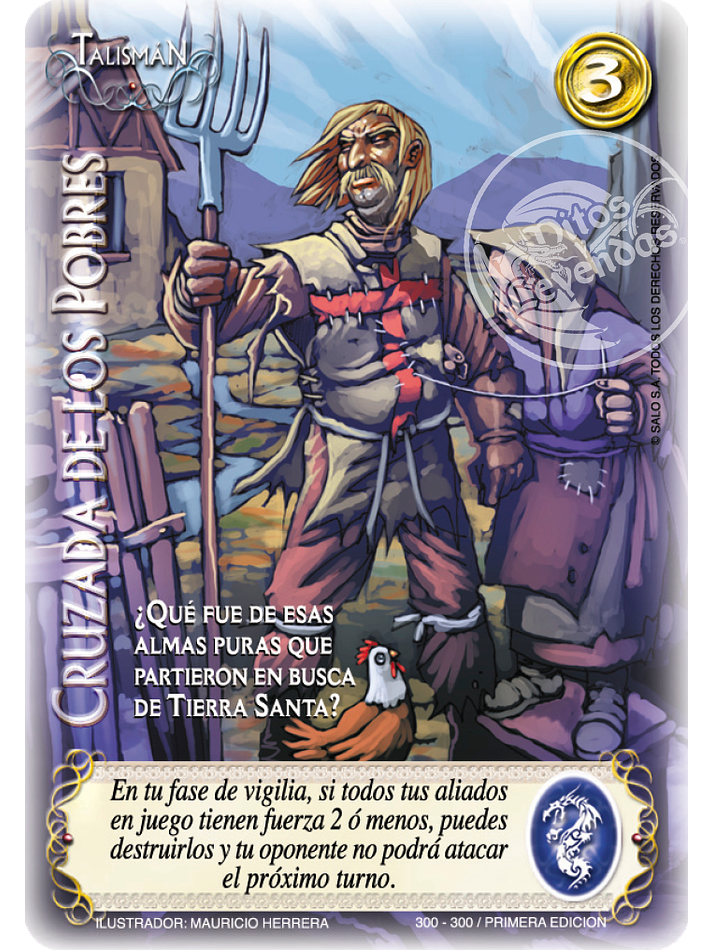 TALISMÁN
3
CRUZADA DE LOS POBRES
Mitos
y
Leyendas
© SALO S.A. TODOS LOS DERECHOS RESERVADOS
¿QUÉ FUE DE ESAS
ALMAS PURAS QUE
PARTIERON EN BUSCA
DE TIERRA SANTA?
En tu fase de vigilia, si todos tus aliados
en juego tienen fuerza 2 ó menos, puedes
destruirlos y tu oponente no podrá atacar
el próximo turno.
ILUSTRADOR: MAURICIO HERRERA
300 - 300 / PRIMERA EDICION